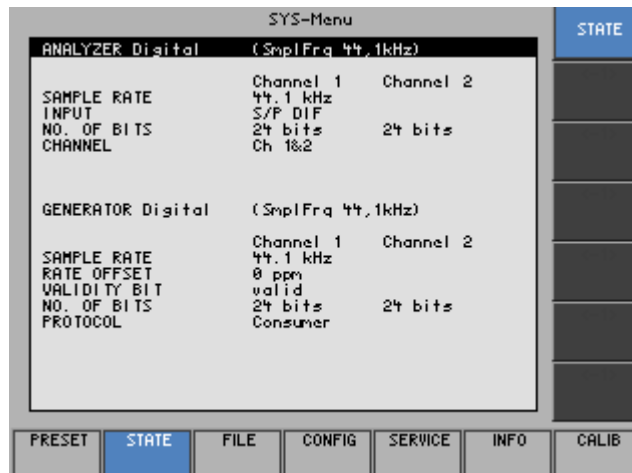 SYS-Menu
STATE
ANALYZER Digital (SmplFrq 44,1kHz)
Channel 1 Channel 2
SAMPLE RATE 44.1 kHz
INPUT S/P DIF
NO. OF BITS 24 bits 24 bits
CHANNEL Ch 1&2
GENERATOR Digital (SmplFrq 44,1kHz)
Channel 1 Channel 2
SAMPLE RATE 44.1 kHz
RATE OFFSET 0 ppm
VALIDITY BIT valid
NO. OF BITS 24 bits 24 bits
PROTOCOL Consumer
PRESET STATE FILE CONFIG SERVICE INFO CALIB